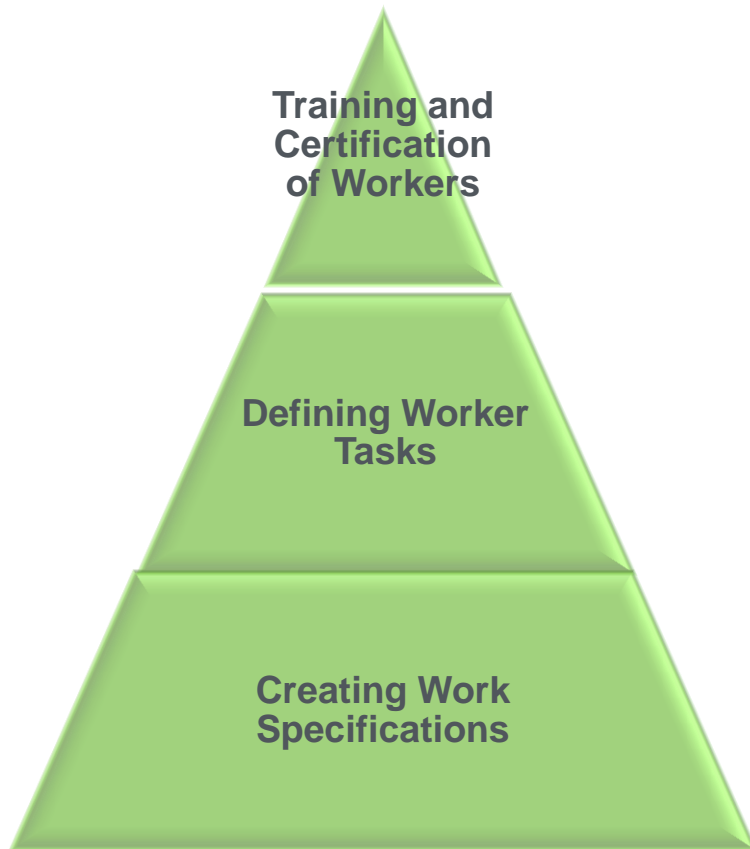 Training and
Certification
of Workers
Defining Worker
Tasks
Creating Work
Specifications